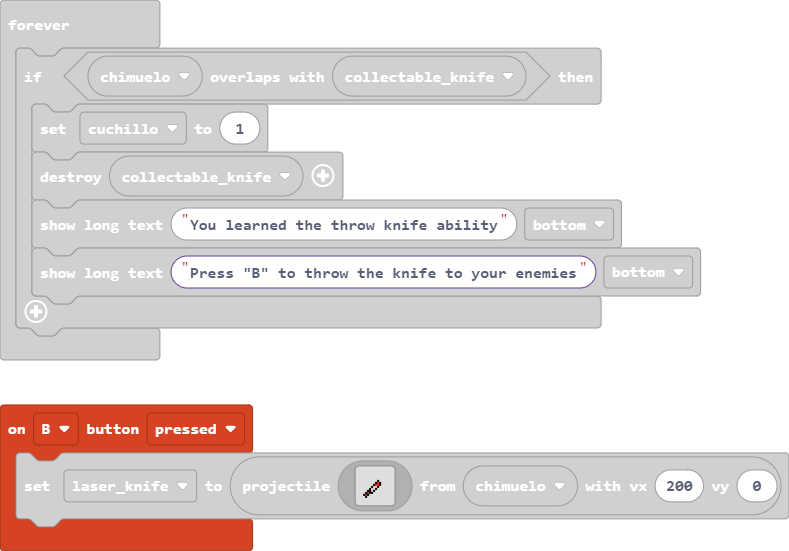 forever
if chimuelo overlaps with collectable_knife then
set cuchillo to 1
destroy collectable_knife
show long text "You learned the throw knife ability" bottom
show long text "Press "B" to throw the knife to your enemies" bottom
on B button pressed
set laser_knife to projectile from chimuelo with vx 200 vy 0